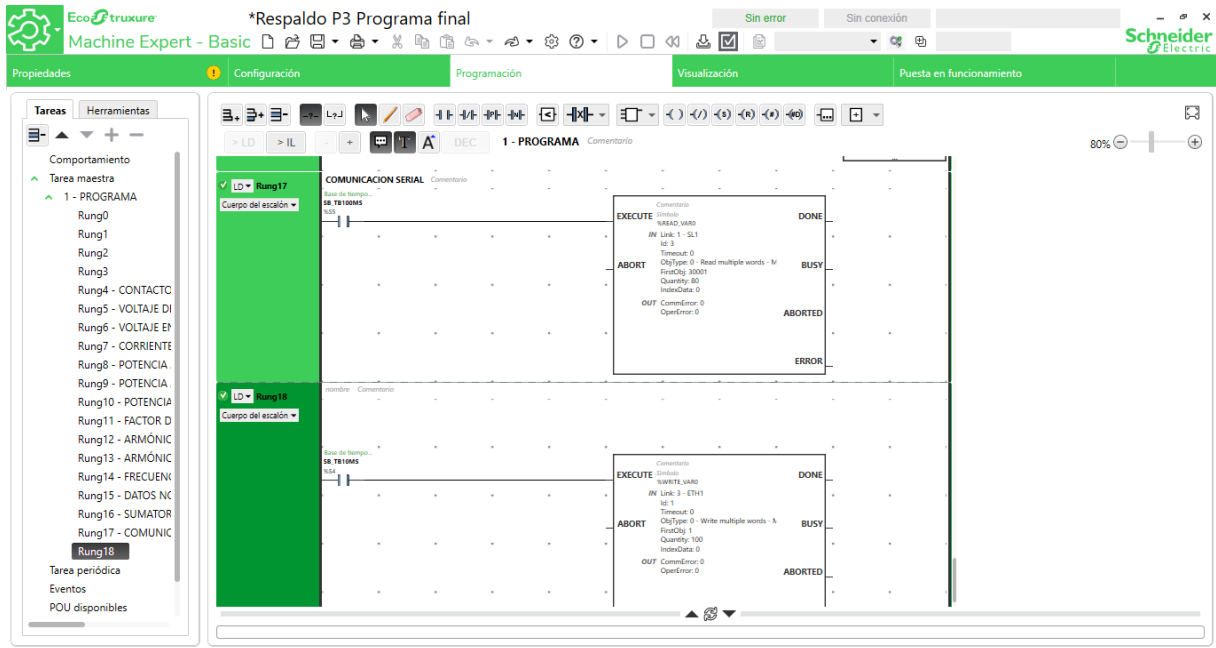 EcoStruxure
*Respaldo P3 Programa final
Sin error
Sin conexión
Machine Expert - Basic
Schneider
Electric
Propiedades
Configuración
Programación
Visualización
Puesta en funcionamiento
Tareas
Herramientas
Comportamiento
Tarea maestra
1 - PROGRAMA
Rung0
Rung1
Rung2
Rung3
Rung4 - CONTACTO
Rung5 - VOLTAJE DE
Rung6 - VOLTAJE EN
Rung7 - CORRIENTE
Rung8 - POTENCIA
Rung9 - POTENCIA
Rung10 - POTENCIA
Rung11 - FACTOR D
Rung12 - ARMÓNIC
Rung13 - ARMÓNIC
Rung14 - FRECUENC
Rung15 - DATOS NO
Rung16 - SUMATOR
Rung17 - COMUNIC
Rung18
Tarea periódica
Eventos
POU disponibles
> LD
> IL
DEC
1 - PROGRAMA
Comentario
80%
LD
Rung17
Cuerpo del escalón
COMUNICACION SERIAL
Comentario
Base de tiempo...
SB_TB100MS
%S5
Comentario
Símbolo
%READ_VAR0
EXECUTE
DONE
IN Link: 1 - SL1
Id: 3
Timeout: 0
ABORT
ObjType: 0 - Read multiple words - M
BUSY
FirstObj: 30001
Quantity: 80
IndexData: 0
OUT CommError: 0
OperError: 0
ABORTED
ERROR
LD
Rung18
Cuerpo del escalón
nombre
Comentario
Base de tiempo...
SB_TB10MS
%S4
Comentario
Símbolo
%WRITE_VAR0
EXECUTE
DONE
IN Link: 3 - ETH1
Id: 1
Timeout: 0
ABORT
ObjType: 0 - Write multiple words - M
BUSY
FirstObj: 1
Quantity: 100
IndexData: 0
OUT CommError: 0
OperError: 0
ABORTED